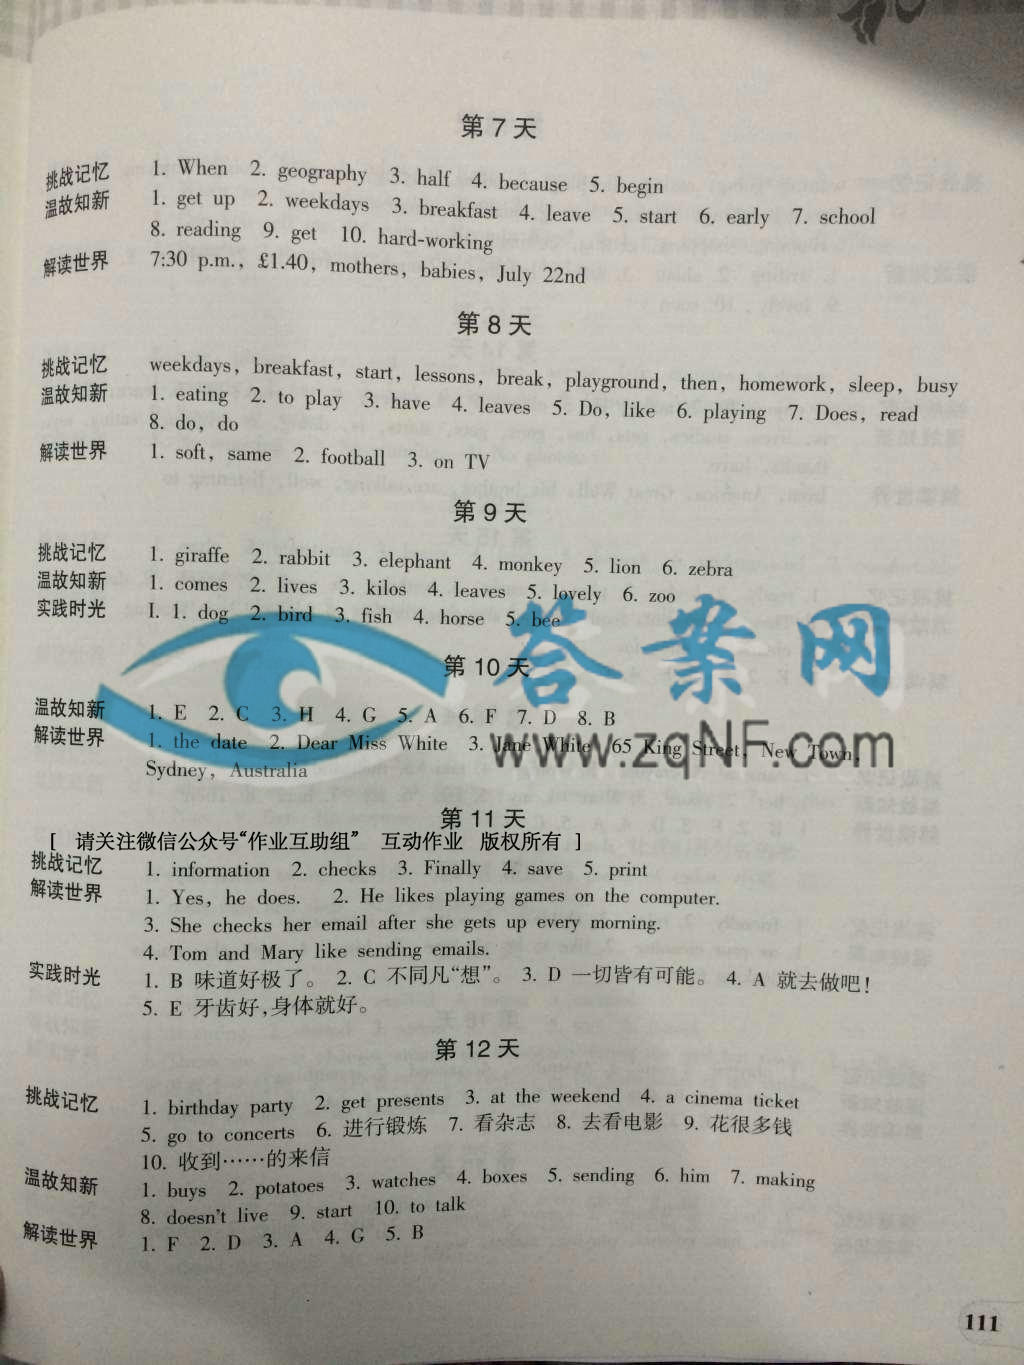 第7天
挑战记忆 1. When 2. geography 3. half 4. because 5. begin
温故知新 1. get up 2. weekdays 3. breakfast 4. leave 5. start 6. early 7. school
8. reading 9. get 10. hard-working
解读世界 7:30 p.m., £1.40, mothers, babies, July 22nd
第8天
挑战记忆 weekdays, breakfast, start, lessons, break, playground, then, homework, sleep, busy
温故知新 1. eating 2. to play 3. have 4. leaves 5. Do, like 6. playing 7. Does, read
8. do, do
解读世界 1. soft, same 2. football 3. on TV
第9天
挑战记忆 1. giraffe 2. rabbit 3. elephant 4. monkey 5. lion 6. zebra
温故知新 1. comes 2. lives 3. kilos 4. leaves 5. lovely 6. zoo
实践时光 I. 1. dog 2. bird 3. fish 4. horse 5. bee
答案网
www.zqNF.com
第10天
温故知新 1. E 2. C 3. H 4. G 5. A 6. F 7. D 8. B
解读世界 1. the date 2. Dear Miss White 3. Jane White 65 King Street, New Town,
Sydney, Australia
第11天
[ 请关注微信公众号“作业互助组” 互动作业 版权所有 ]
挑战记忆 1. information 2. checks 3. Finally 4. save 5. print
解读世界 1. Yes, he does. 2. He likes playing games on the computer.
3. She checks her email after she gets up every morning.
4. Tom and Mary like sending emails.
实践时光 1. B 味道好极了。 2. C 不同凡“想”。 3. D 一切皆有可能。 4. A 就去做吧!
5. E 牙齿好,身体就好。
第12天
挑战记忆 1. birthday party 2. get presents 3. at the weekend 4. a cinema ticket
5. go to concerts 6. 进行锻炼 7. 看杂志 8. 去看电影 9. 花很多钱
10. 收到……的来信
温故知新 1. buys 2. potatoes 3. watches 4. boxes 5. sending 6. him 7. making
8. doesn't live 9. start 10. to talk
解读世界 1. F 2. D 3. A 4. G 5. B
111